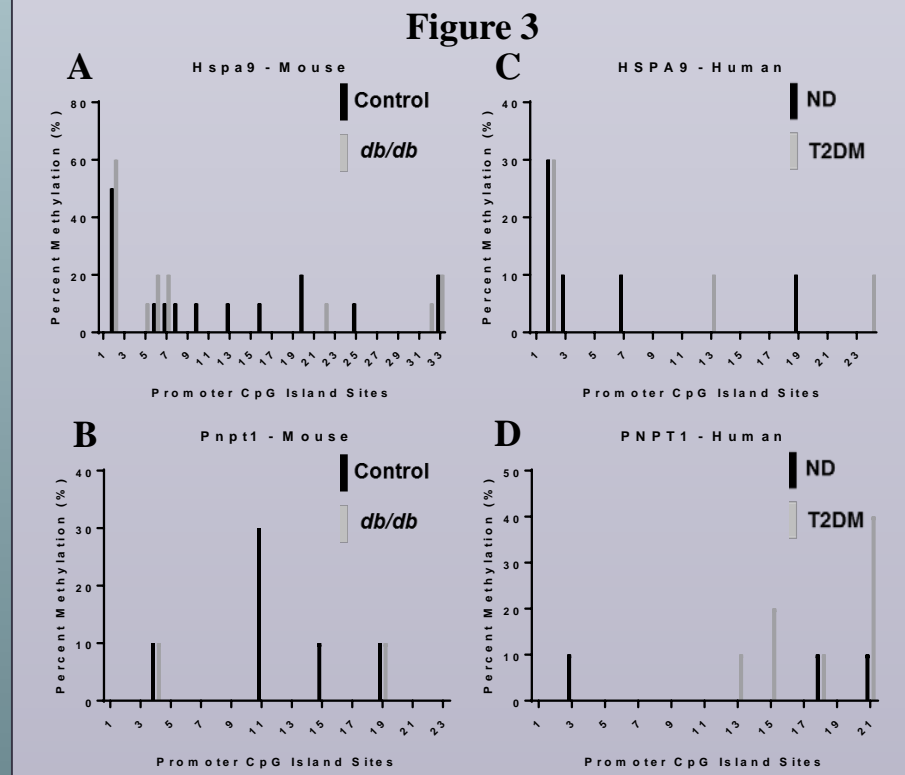 Figure 3
A
Hspa9 - Mouse
Control
db/db
Percent Methylation (%)
80
60
40
20
0
1 3 5 7 9 11 13 15 17 19 21 23 25 27 29 31 33
Promoter CpG Island Sites
C
HSPA9 - Human
ND
T2DM
Percent Methylation (%)
40
30
20
10
0
1 3 5 7 9 11 13 15 17 19 21 23
Promoter CpG Island Sites
B
Pnpt1 - Mouse
Control
db/db
Percent Methylation (%)
40
30
20
10
0
1 3 5 7 9 11 13 15 17 19 21 23
Promoter CpG Island Sites
D
PNPT1 - Human
ND
T2DM
Percent Methylation (%)
50
40
30
20
10
0
1 3 5 7 9 11 13 15 17 19 21
Promoter CpG Island Sites